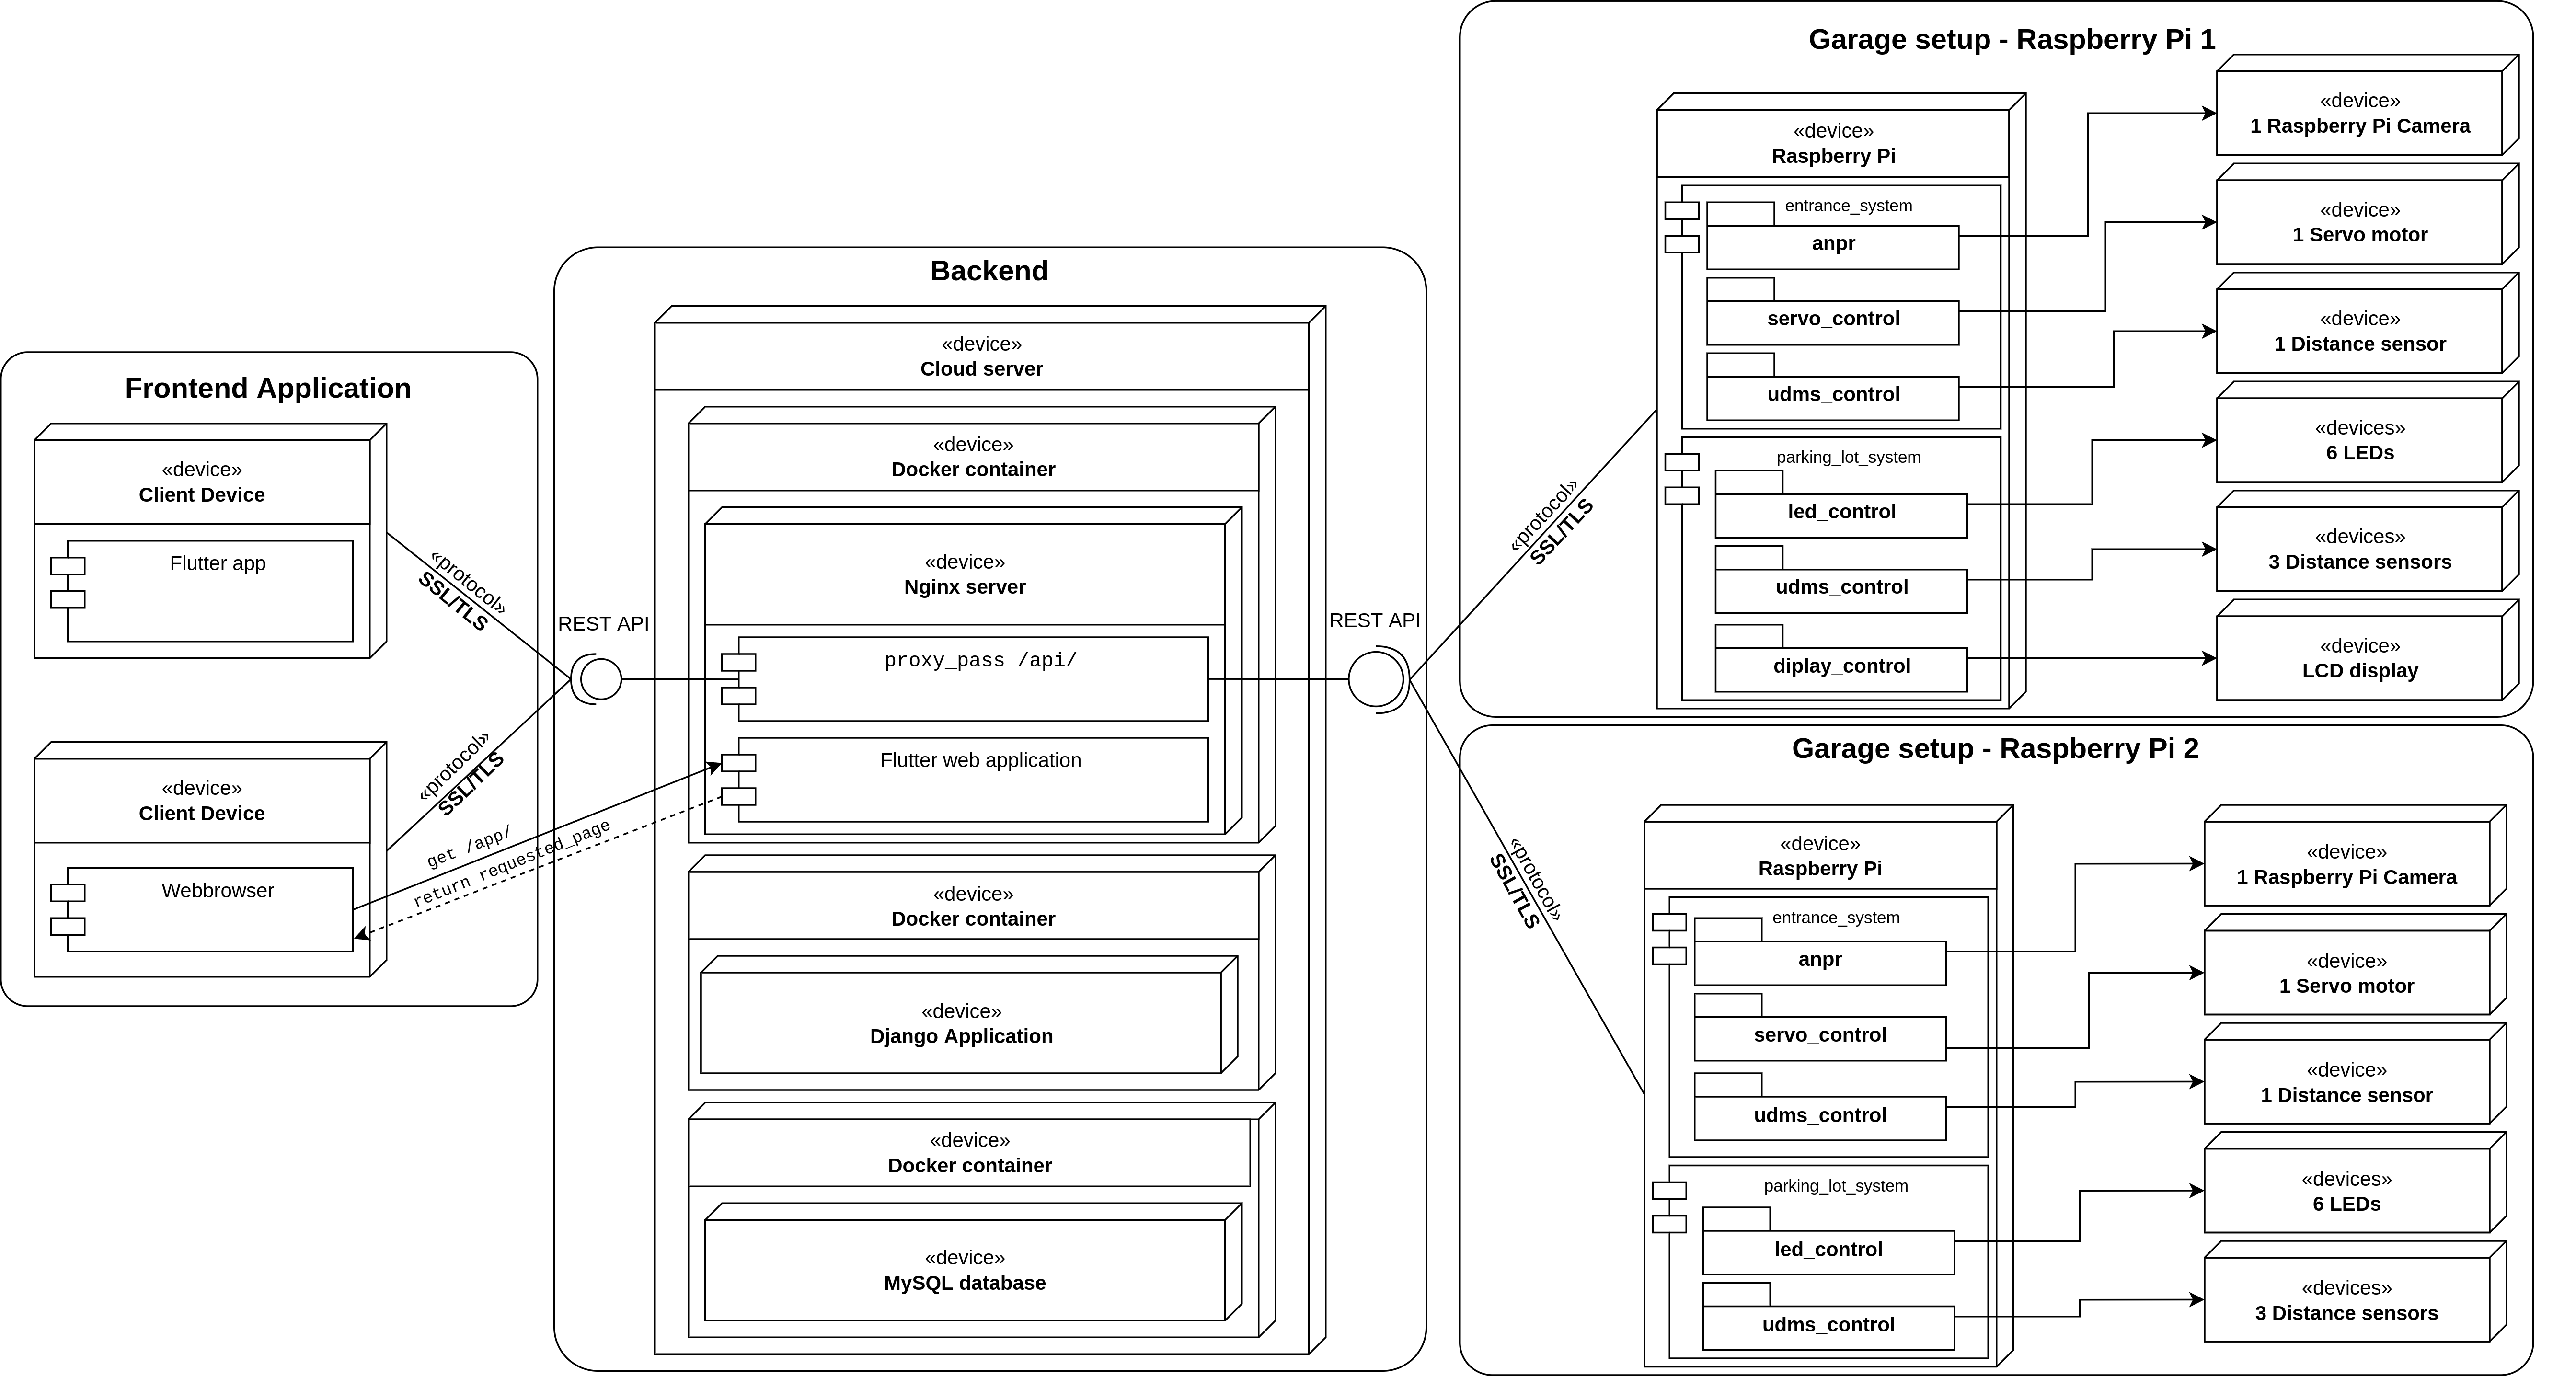 Frontend Application
«device»
Client Device
Flutter app
«protocol»
SSL/TLS
«device»
Client Device
Webbrowser
«protocol»
SSL/TLS
get /app/
return requested_page
Backend
REST API
REST API
«device»
Cloud server
«device»
Docker container
«device»
Nginx server
proxy_pass /api/
Flutter web application
«device»
Docker container
«device»
Django Application
«device»
Docker container
«device»
MySQL database
Garage setup - Raspberry Pi 1
«protocol»
SSL/TLS
«device»
Raspberry Pi
entrance_system
anpr
servo_control
udms_control
parking_lot_system
led_control
udms_control
diplay_control
«device»
1 Raspberry Pi Camera
«device»
1 Servo motor
«device»
1 Distance sensor
«devices»
6 LEDs
«devices»
3 Distance sensors
«device»
LCD display
Garage setup - Raspberry Pi 2
«protocol»
SSL/TLS
«device»
Raspberry Pi
entrance_system
anpr
servo_control
udms_control
parking_lot_system
led_control
udms_control
«device»
1 Raspberry Pi Camera
«device»
1 Servo motor
«device»
1 Distance sensor
«devices»
6 LEDs
«devices»
3 Distance sensors